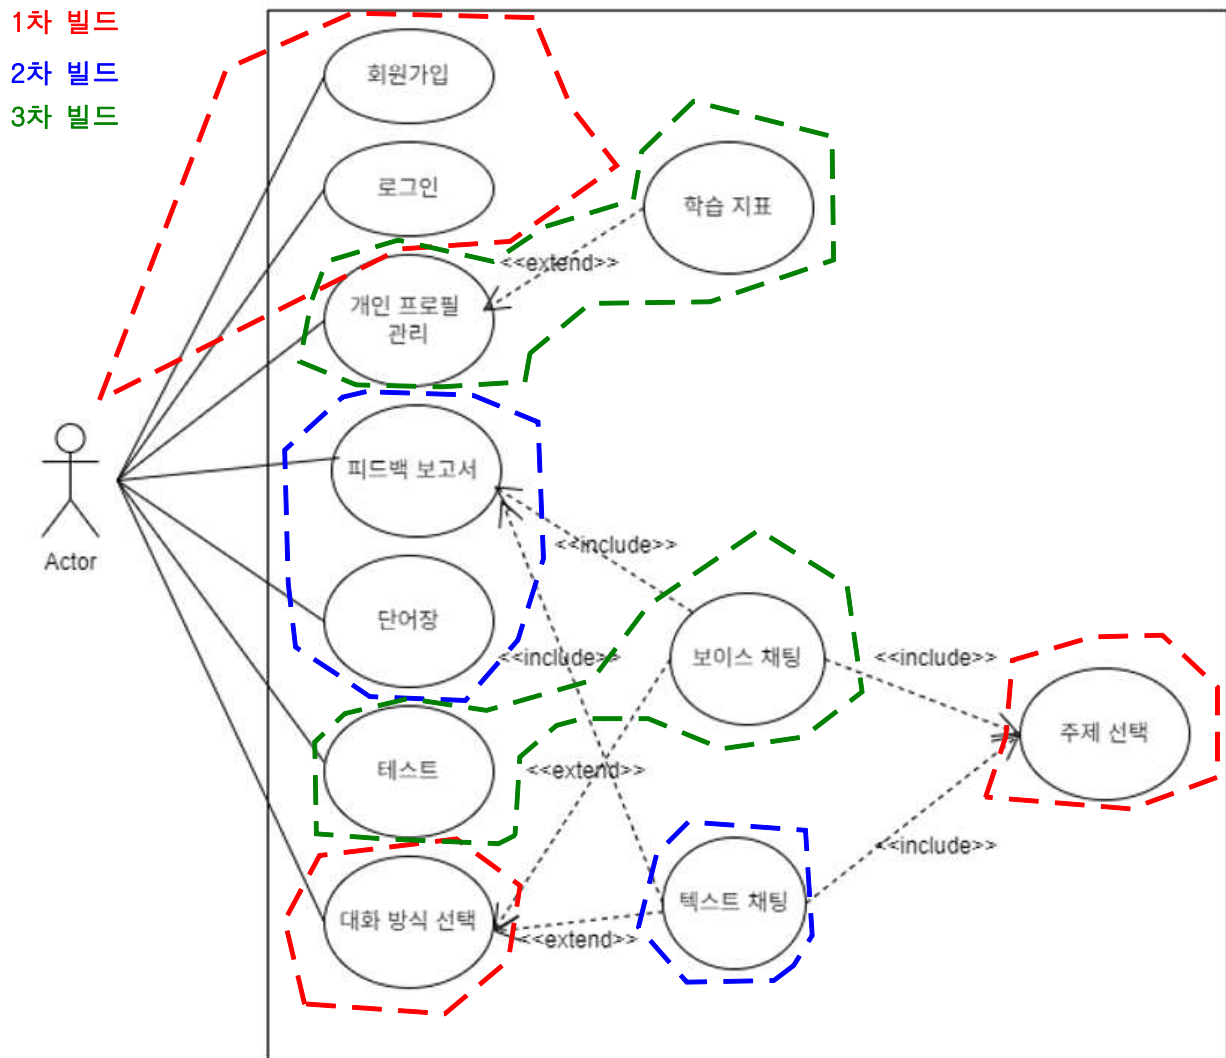 1차 빌드
2차 빌드
3차 빌드
회원가입
로그인
학습 지표
<<extend>>
개인 프로필
관리
피드백 보고서
<<include>>
Actor
단어장
<<include>>
보이스 채팅
<<include>>
주제 선택
테스트
<<extend>>
<<include>>
대화 방식 선택
텍스트 채팅
<<extend>>